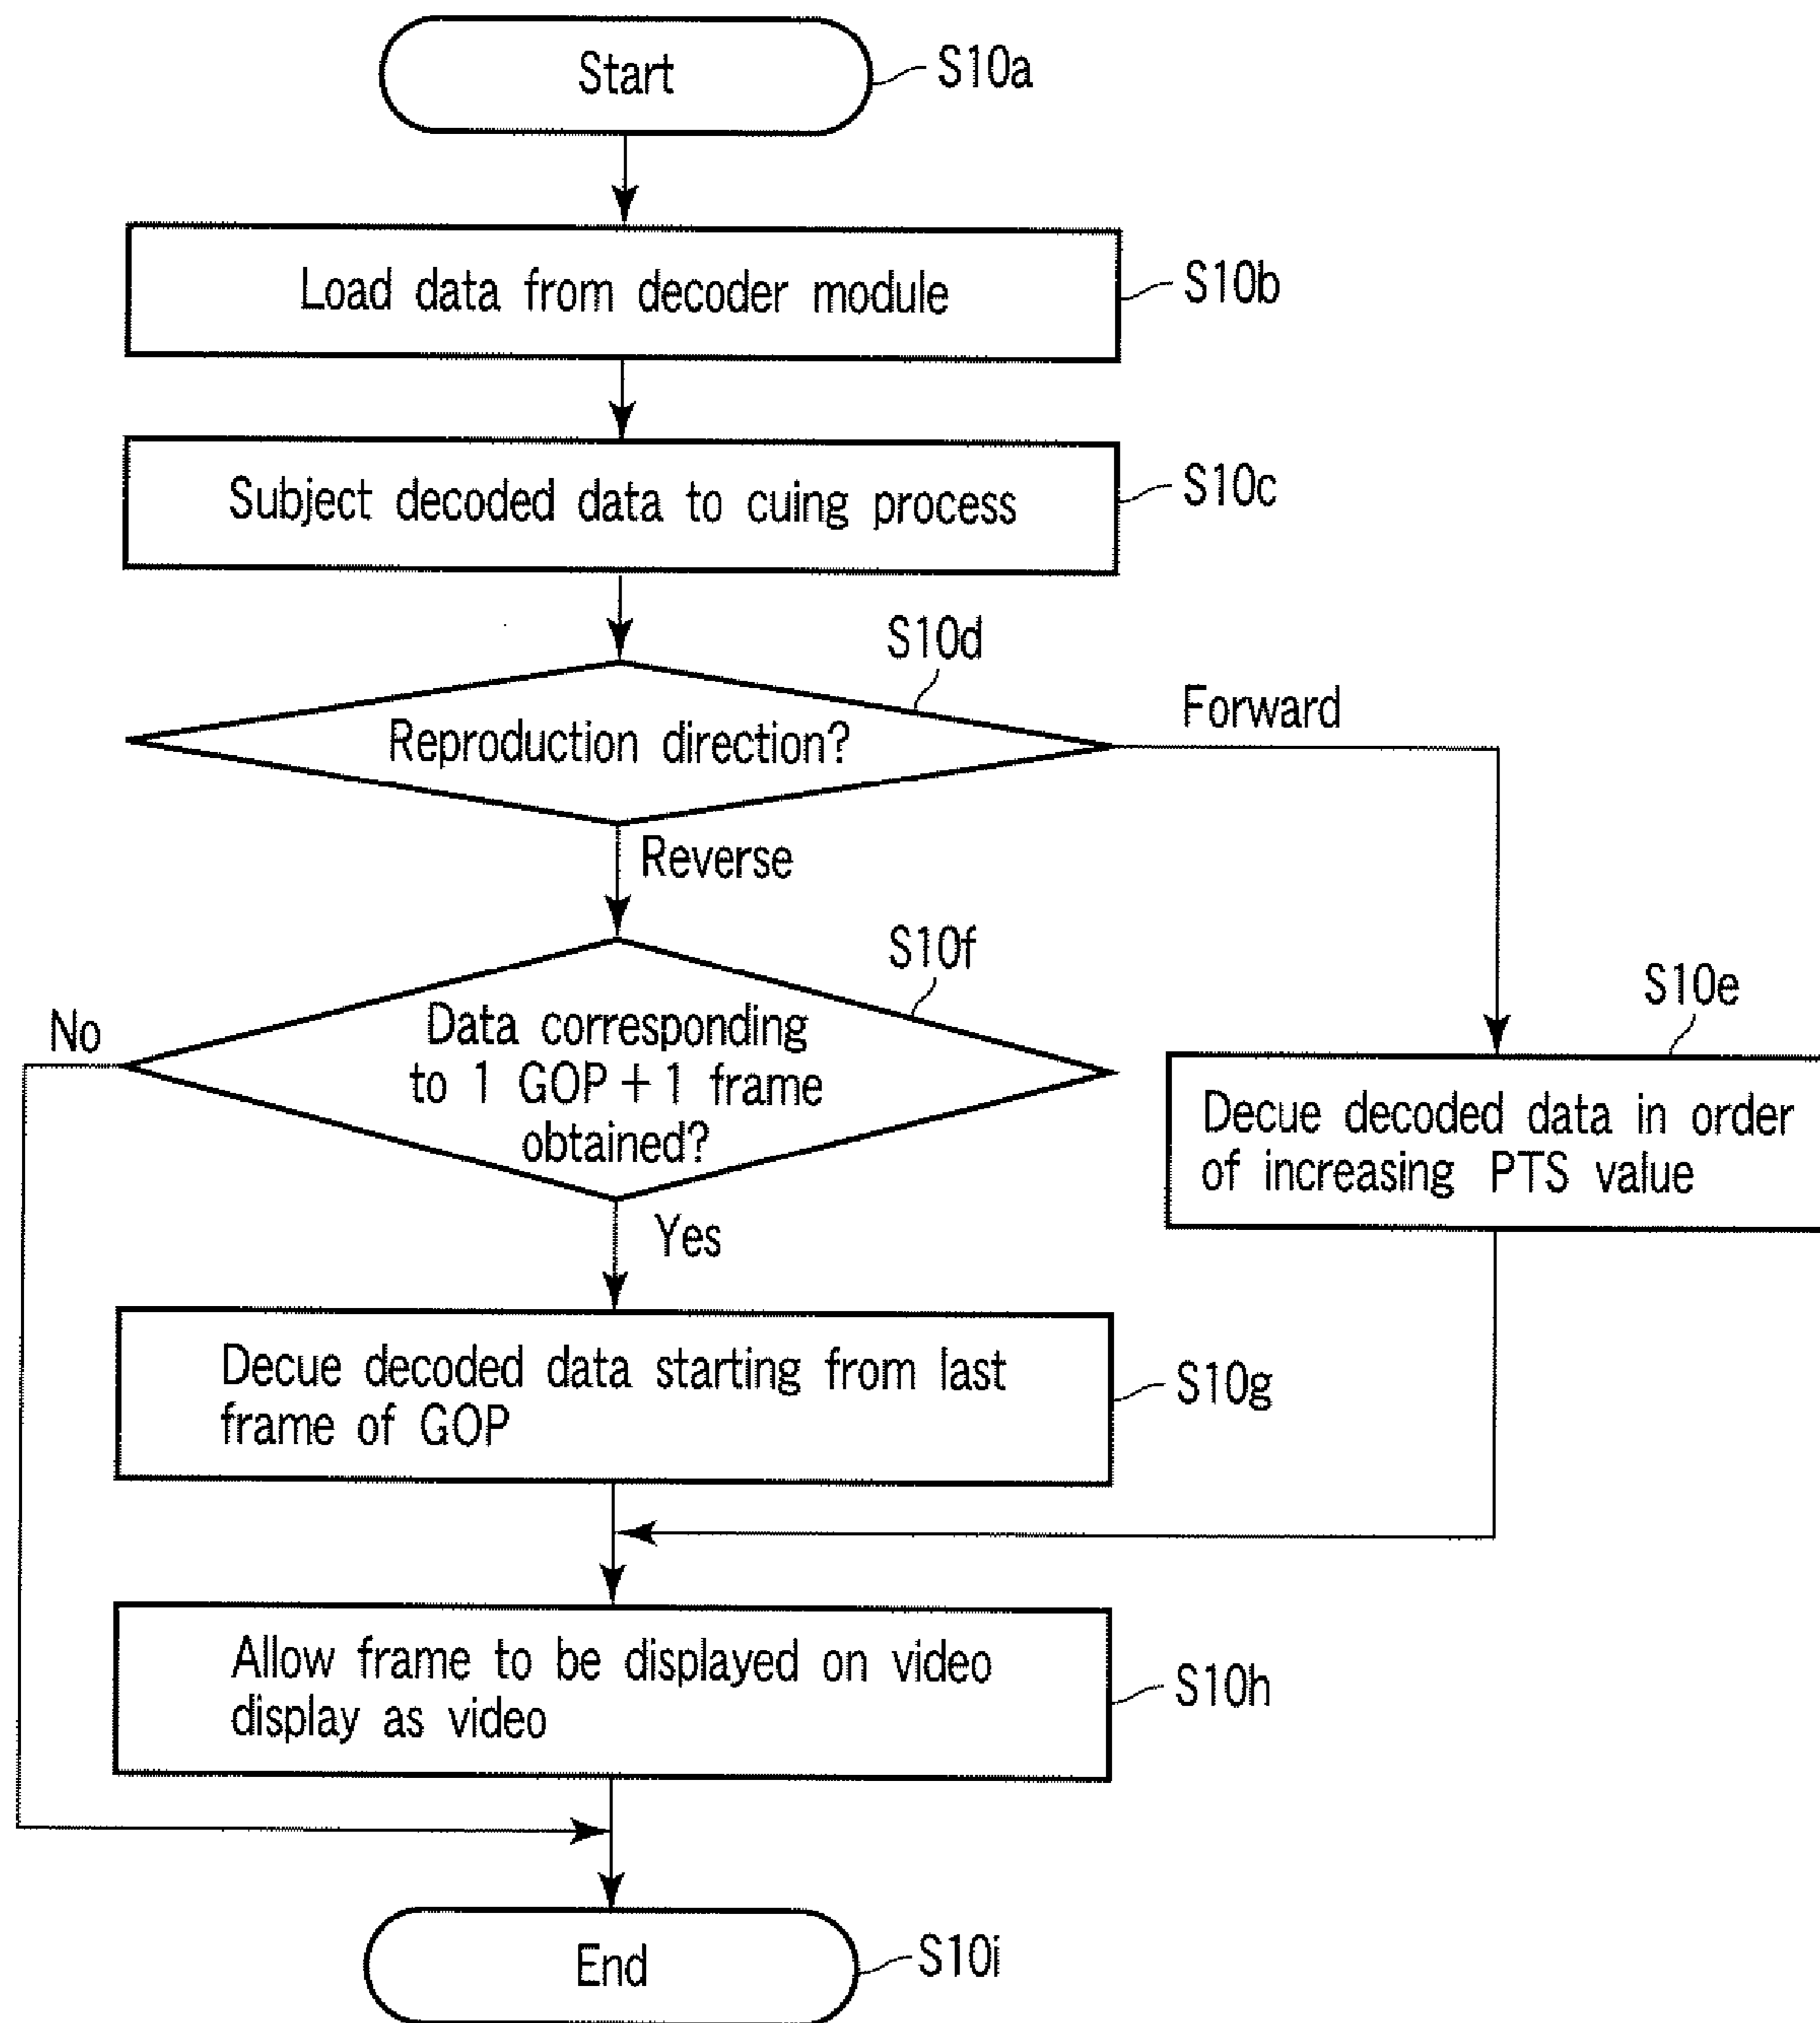 Start
S10a
Load data from decoder module
S10b
Subject decoded data to cuing process
S10c
S10d
Reproduction direction?
Forward
Reverse
S10f
No
Data corresponding
to 1 GOP+1 frame
obtained?
S10e
Decue decoded data in order
of increasing PTS value
Yes
Decue decoded data starting from last
frame of GOP
S10g
Allow frame to be displayed on video
display as video
S10h
End
S10i